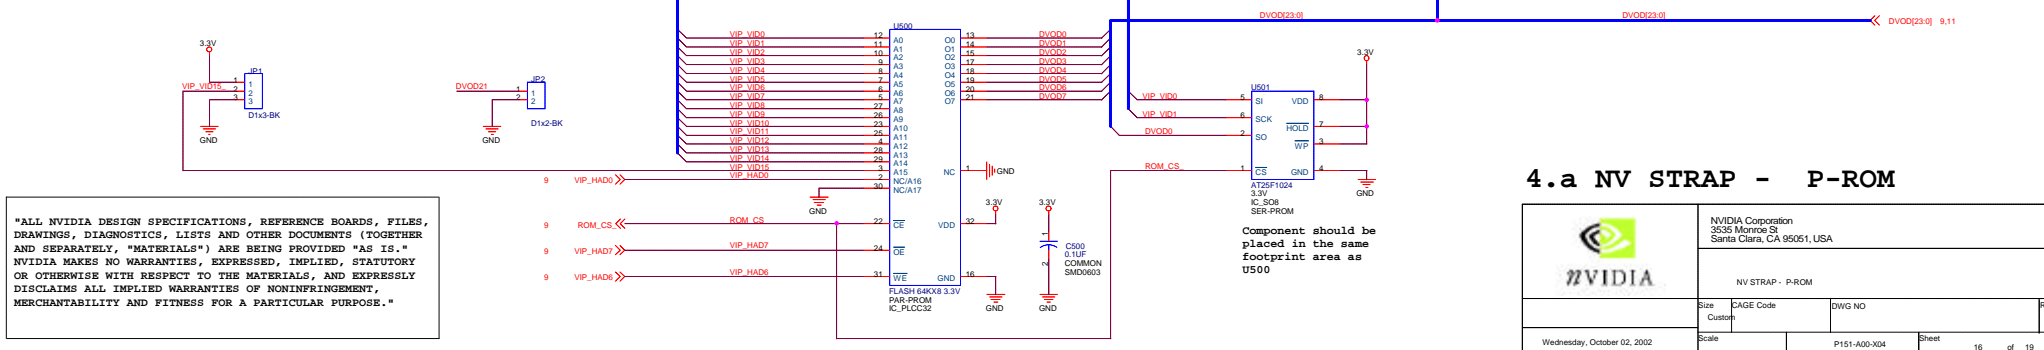 DVOD[23:0]
DVOD[23:0]
DVOD[23:0] 9,11
3.3V
JP1
VIP_VID15_
1
2
3
1
2
3
D1x3-BK
GND
DVOD21
JP2
1
2
1
2
D1x2-BK
GND
U500
VIP_VID0 12 A0
VIP_VID1 11 A1
VIP_VID2 10 A2
VIP_VID3 9 A3
VIP_VID4 8 A4
VIP_VID5 7 A5
VIP_VID6 6 A6
VIP_VID7 5 A7
VIP_VID8 27 A8
VIP_VID9 26 A9
VIP_VID10 23 A10
VIP_VID11 25 A11
VIP_VID12 4 A12
VIP_VID13 28 A13
VIP_VID14 29 A14
VIP_VID15 3 A15
9 VIP_HAD0 VIP_HAD0 2 NC/A16
30 NC/A17
GND
9 ROM_CS_ ROM_CS 22 CE
9 VIP_HAD7 VIP_HAD7 24 OE
9 VIP_HAD6 VIP_HAD6 31 WE
O0 13 DVOD0
O1 14 DVOD1
O2 15 DVOD2
O3 17 DVOD3
O4 18 DVOD4
O5 19 DVOD5
O6 20 DVOD6
O7 21 DVOD7
NC 1 GND
3.3V
VDD 32
GND 16
GND
FLASH 64KX8 3.3V
PAR-PROM
IC_PLCC32
3.3V
1
2
C500
0.1UF
COMMON
SMD0603
GND
3.3V
U501
VIP_VID0 5 SI
VIP_VID1 6 SCK
DVOD0 2 SO
ROM_CS_ 1 CS
VDD 8
HOLD 7
WP 3
GND 4
GND
AT25F1024
3.3V
IC_SO8
SER-PROM
Component should be
placed in the same
footprint area as
U500
"ALL NVIDIA DESIGN SPECIFICATIONS, REFERENCE BOARDS, FILES,
DRAWINGS, DIAGNOSTICS, LISTS AND OTHER DOCUMENTS (TOGETHER
AND SEPARATELY, "MATERIALS") ARE BEING PROVIDED "AS IS."
NVIDIA MAKES NO WARRANTIES, EXPRESSED, IMPLIED, STATUTORY
OR OTHERWISE WITH RESPECT TO THE MATERIALS, AND EXPRESSLY
DISCLAIMS ALL IMPLIED WARRANTIES OF NONINFRINGEMENT,
MERCHANTABILITY AND FITNESS FOR A PARTICULAR PURPOSE."
4.a NV STRAP - P-ROM
NVIDIA
NVIDIA Corporation
3535 Monroe St
Santa Clara, CA 95051, USA
NV STRAP - P-ROM
Size
Custom
CAGE Code
DWG NO
R
Wednesday, October 02, 2002
Scale
P151-A00-X04
Sheet
16 of 19